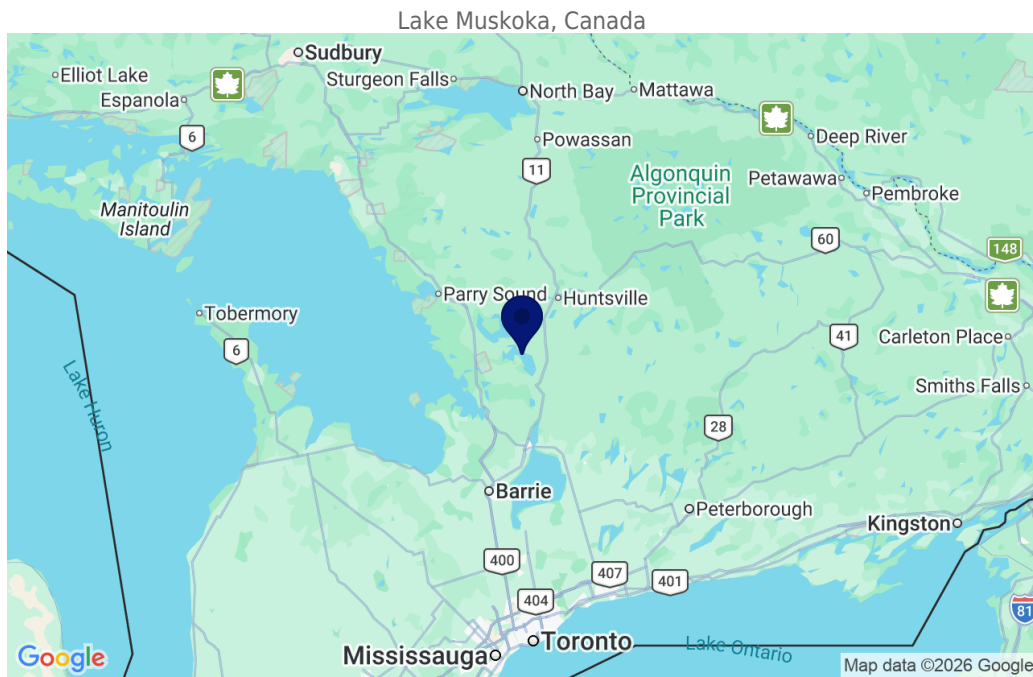 Lake Muskoka, Canada
Sudbury
Elliot Lake
Sturgeon Falls
Espanola
North Bay
Mattawa
6
Powassan
Deep River
11
Algonquin
Provincial
Park
Petawawa
Pembroke
Manitoulin
Island
60
148
Parry Sound
Huntsville
Tobermory
6
41
Carleton Place
Lake Huron
Smiths Falls
28
Barrie
Peterborough
Kingston
400
407
401
404
81
Toronto
Lake Ontario
Mississauga
Google
Map data ©2026 Google